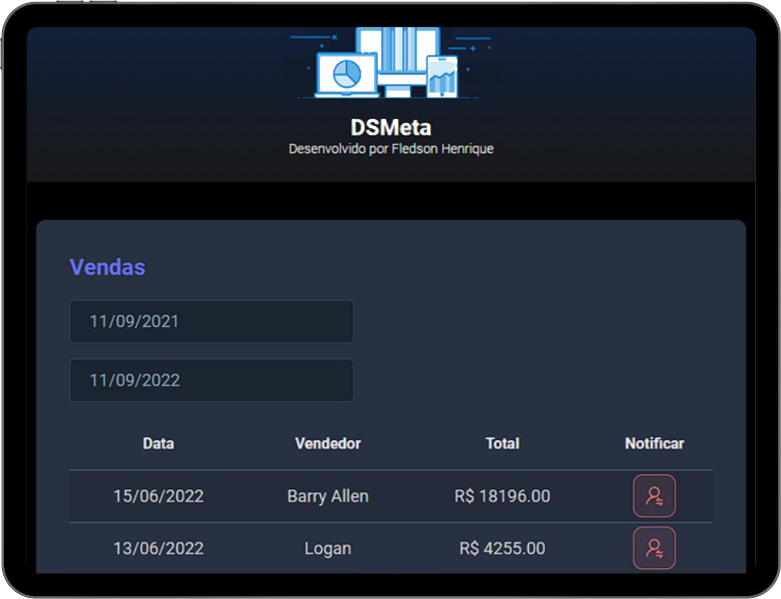 DSMeta
Desenvolvido por Fledson Henrique
Vendas
11/09/2021
11/09/2022
Data Vendedor Total Notificar
15/06/2022 Barry Allen R$ 18196.00
13/06/2022 Logan R$ 4255.00